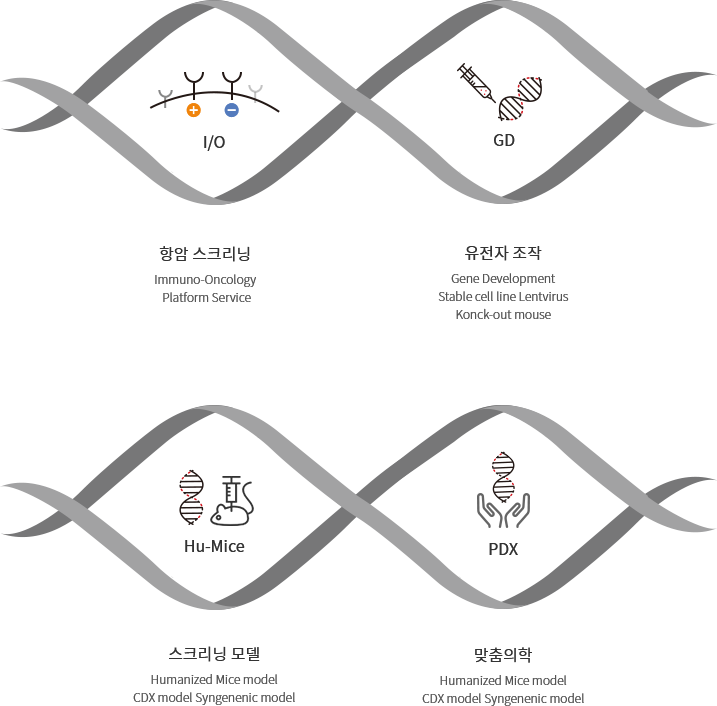 I/O
GD
항암 스크리닝
Immuno-Oncology
Platform Service
유전자 조작
Gene Development
Stable cell line Lentvirus
Konck-out mouse
Hu-Mice
PDX
스크리닝 모델
Humanized Mice model
CDX model Syngenenic model
맞춤의학
Humanized Mice model
CDX model Syngenenic model